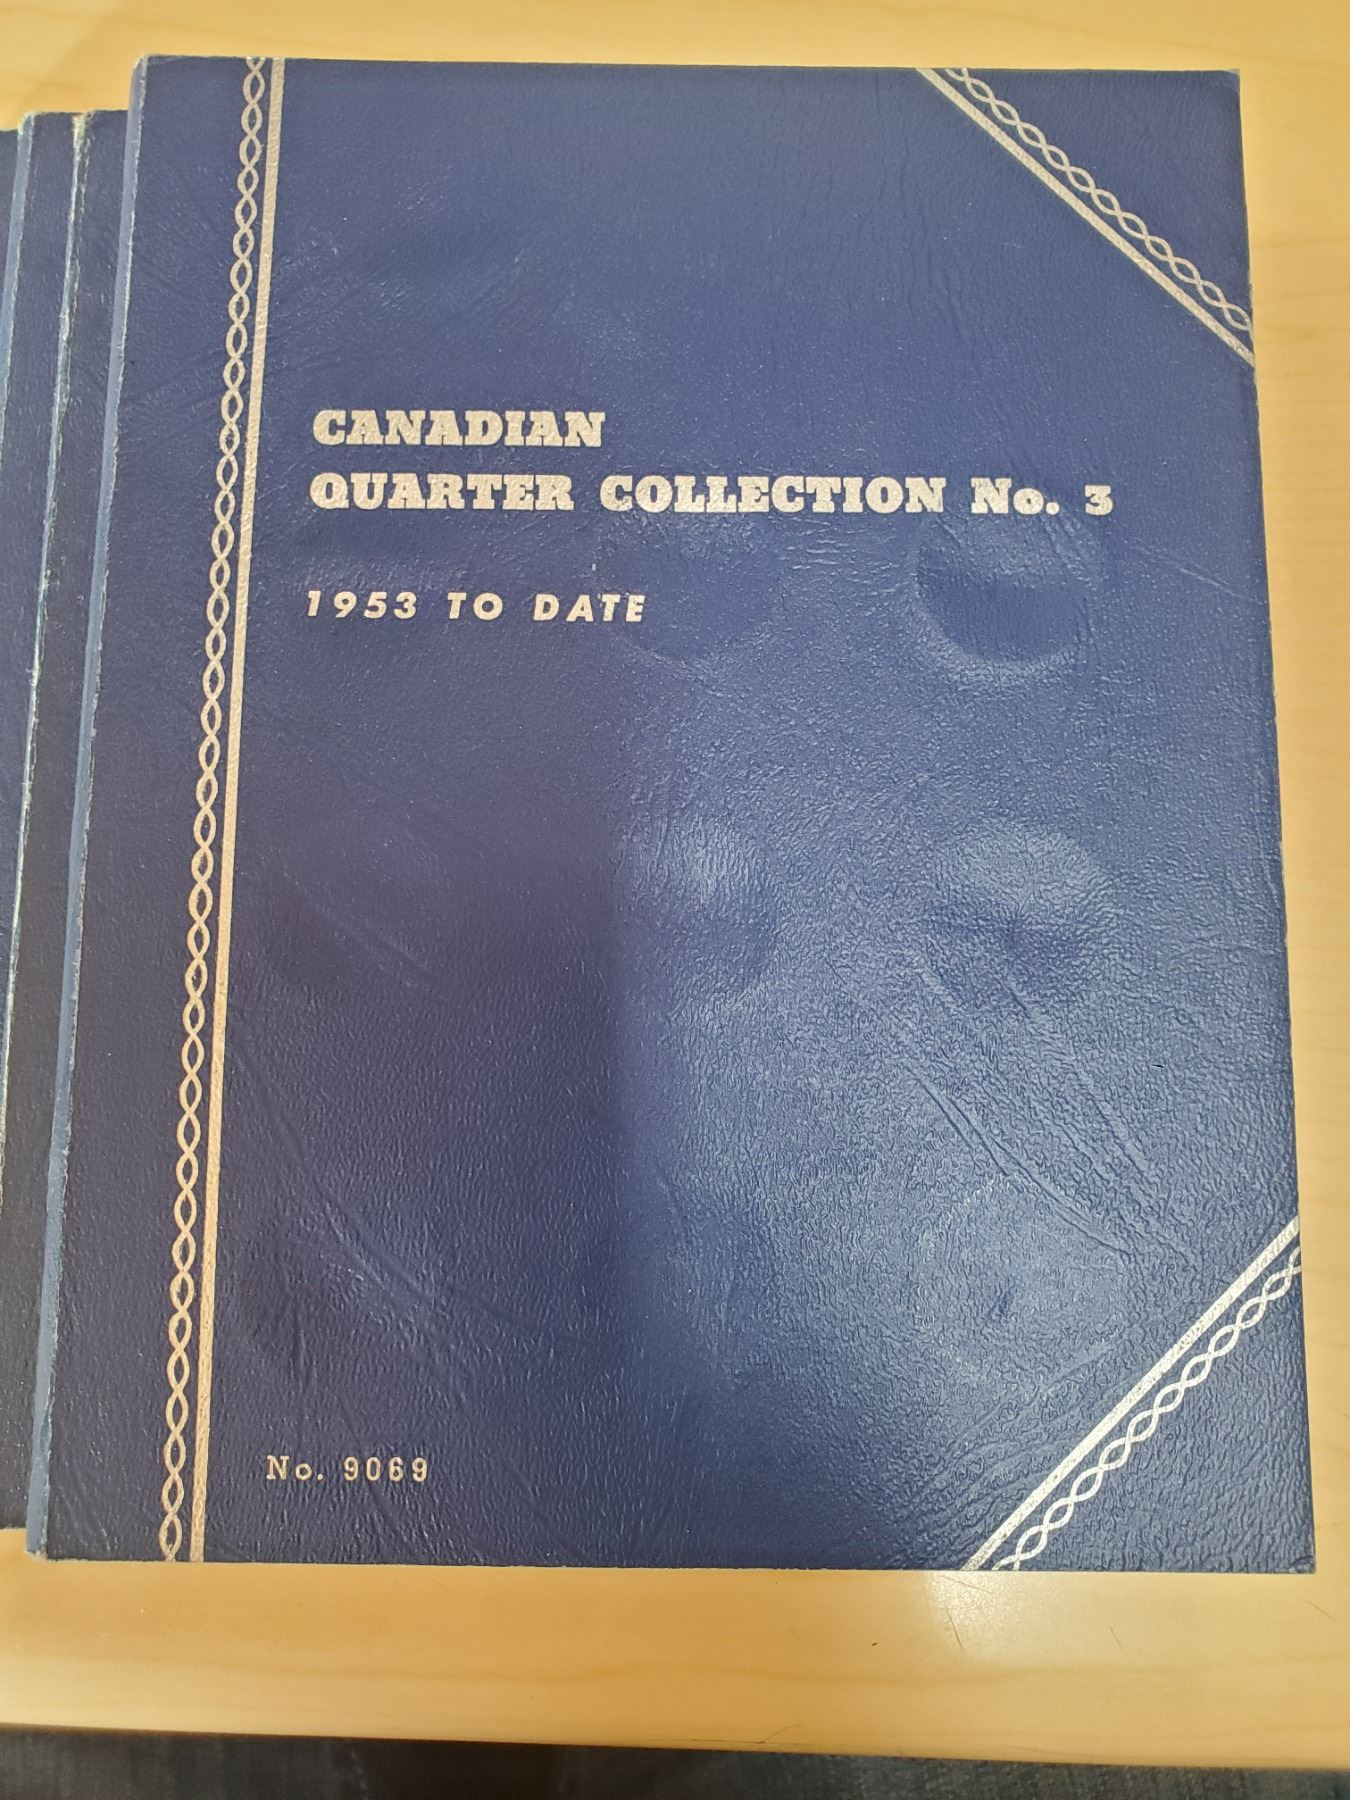 CANADIAN
QUARTER COLLECTION No. 3
1953 TO DATE
No. 9069